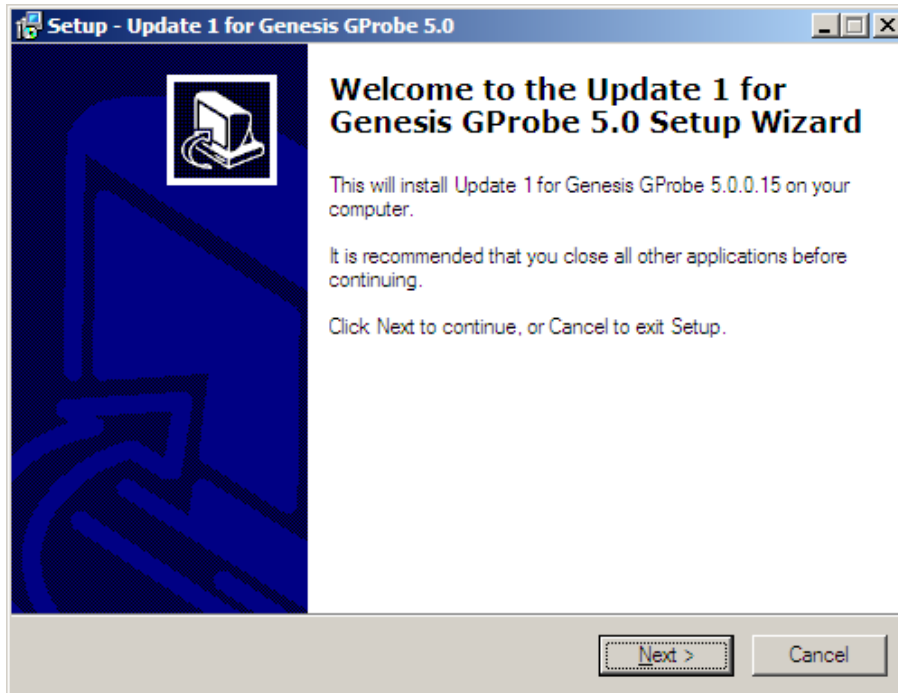 Setup - Update 1 for Genesis GProbe 5.0
Welcome to the Update 1 for
Genesis GProbe 5.0 Setup Wizard
This will install Update 1 for Genesis GProbe 5.0.0.15 on your
computer.
It is recommended that you close all other applications before
continuing.
Click Next to continue, or Cancel to exit Setup.
Next >
Cancel